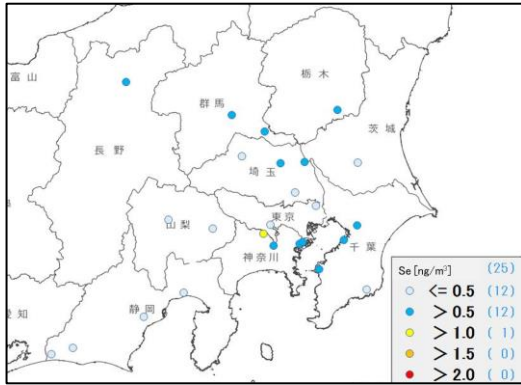 栃 木
富 山
群 馬
茨 城
長 野
埼 玉
東 京
山 梨
千 葉
神 奈 川
静 岡
愛 知
Se [ng/m³] (25)
<= 0.5 (12)
> 0.5 (12)
> 1.0 ( 1)
> 1.5 ( 0)
> 2.0 ( 0)